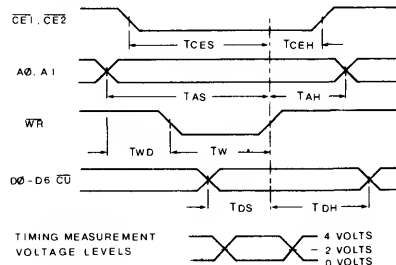 CE1, CE2
TCES TCEH
AØ, A1
TAS TAH
WR
TWD TW
DØ-D6 CU
TDS TDH
TIMING MEASUREMENT
VOLTAGE LEVELS
4 VOLTS
2 VOLTS
0 VOLTS